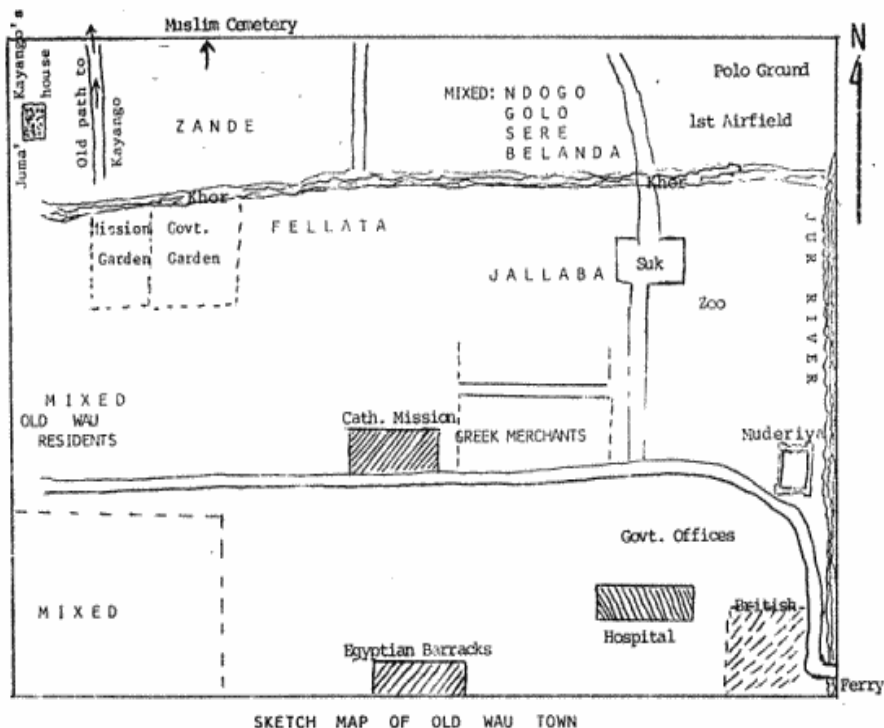 Muslim Cemetery
N
Juma' Kayango's
house
Old path to
Kayango
ZANDE
MIXED: NDOGO
GOLO
SERE
BELANDA
Polo Ground
1st Airfield
Khor
Khor
Mission
Garden
Govt.
Garden
FELLATA
JALLABA
Suk
Zoo
JUR RIVER
MIXED
OLD WAU
RESIDENTS
Cath. Mission
GREEK MERCHANTS
Muderiya
Govt. Offices
MIXED
Hospital
British
Egyptian Barracks
Ferry
SKETCH MAP OF OLD WAU TOWN